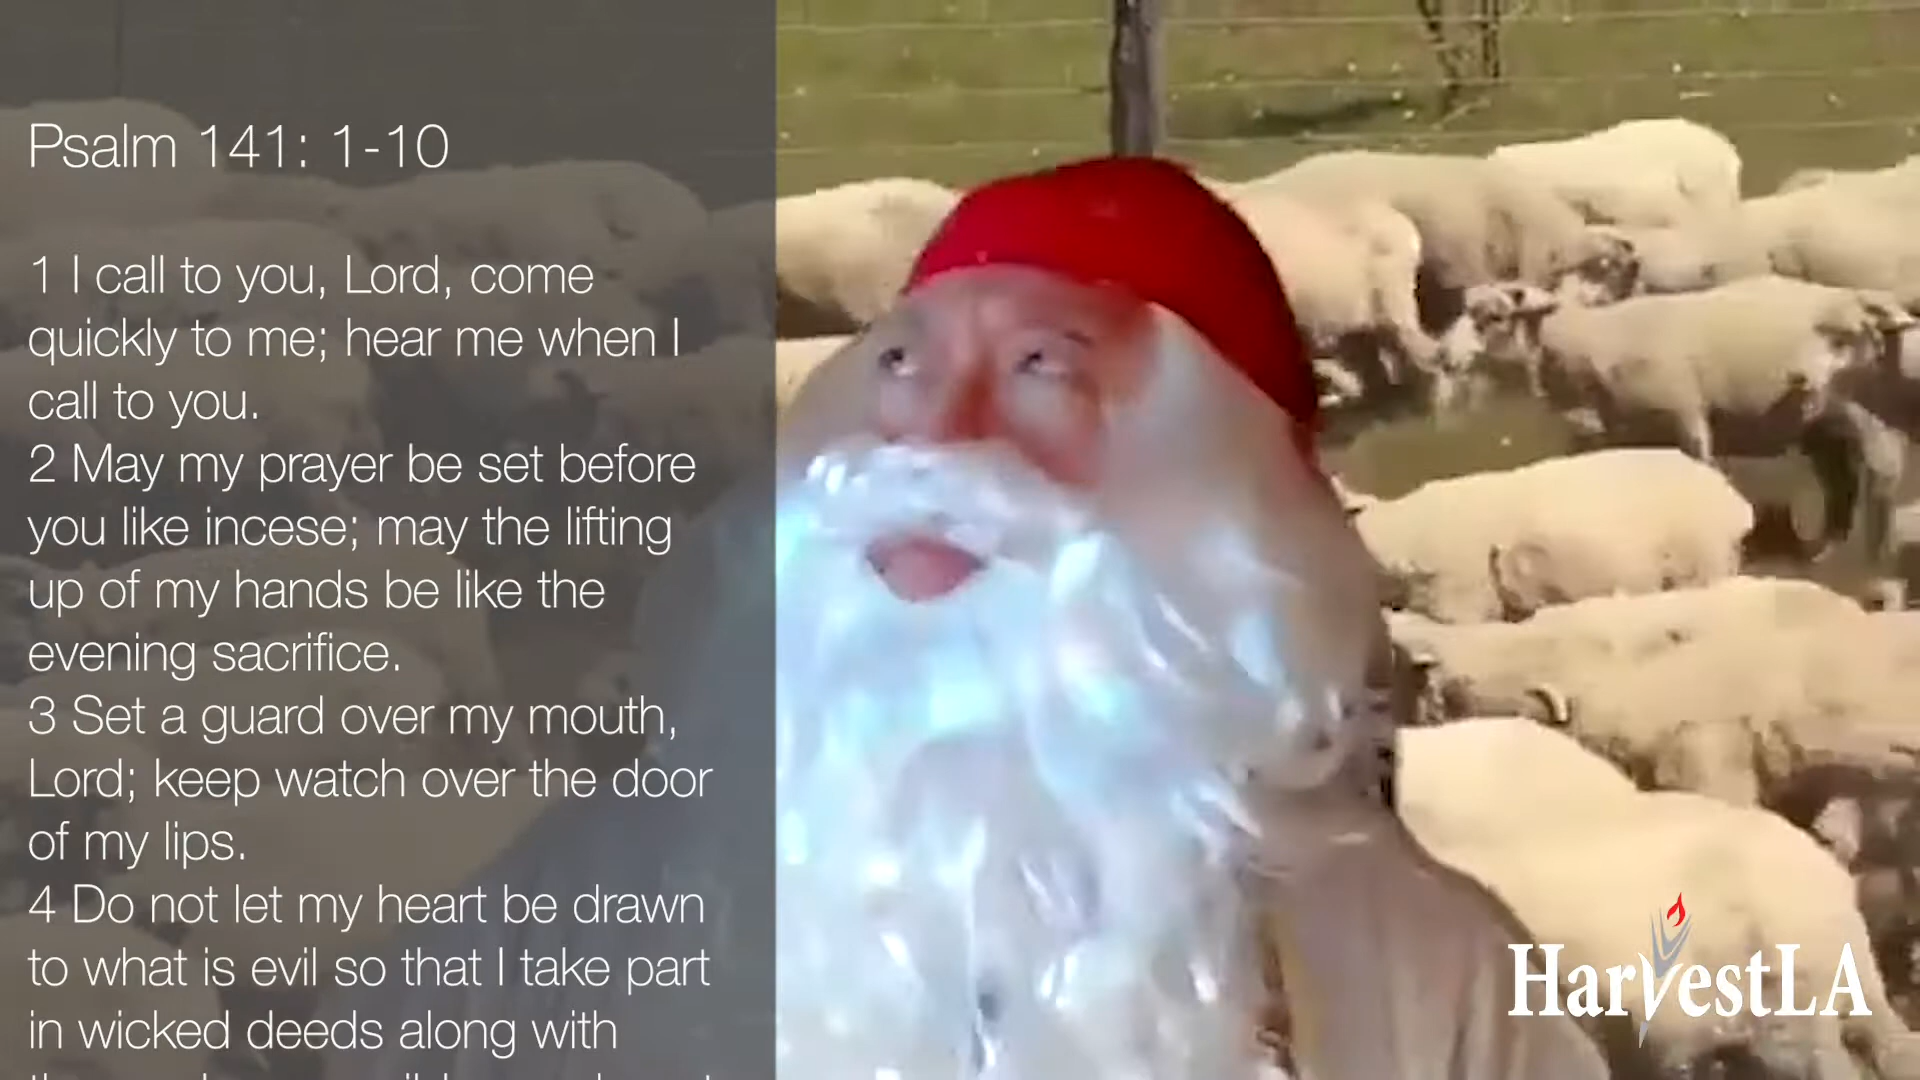 Psalm 141: 1-10
1 I call to you, Lord, come
quickly to me; hear me when I
call to you.
2 May my prayer be set before
you like incese; may the lifting
up of my hands be like the
evening sacrifice.
3 Set a guard over my mouth,
Lord; keep watch over the door
of my lips.
4 Do not let my heart be drawn
to what is evil so that I take part
in wicked deeds along with
HarvestLA